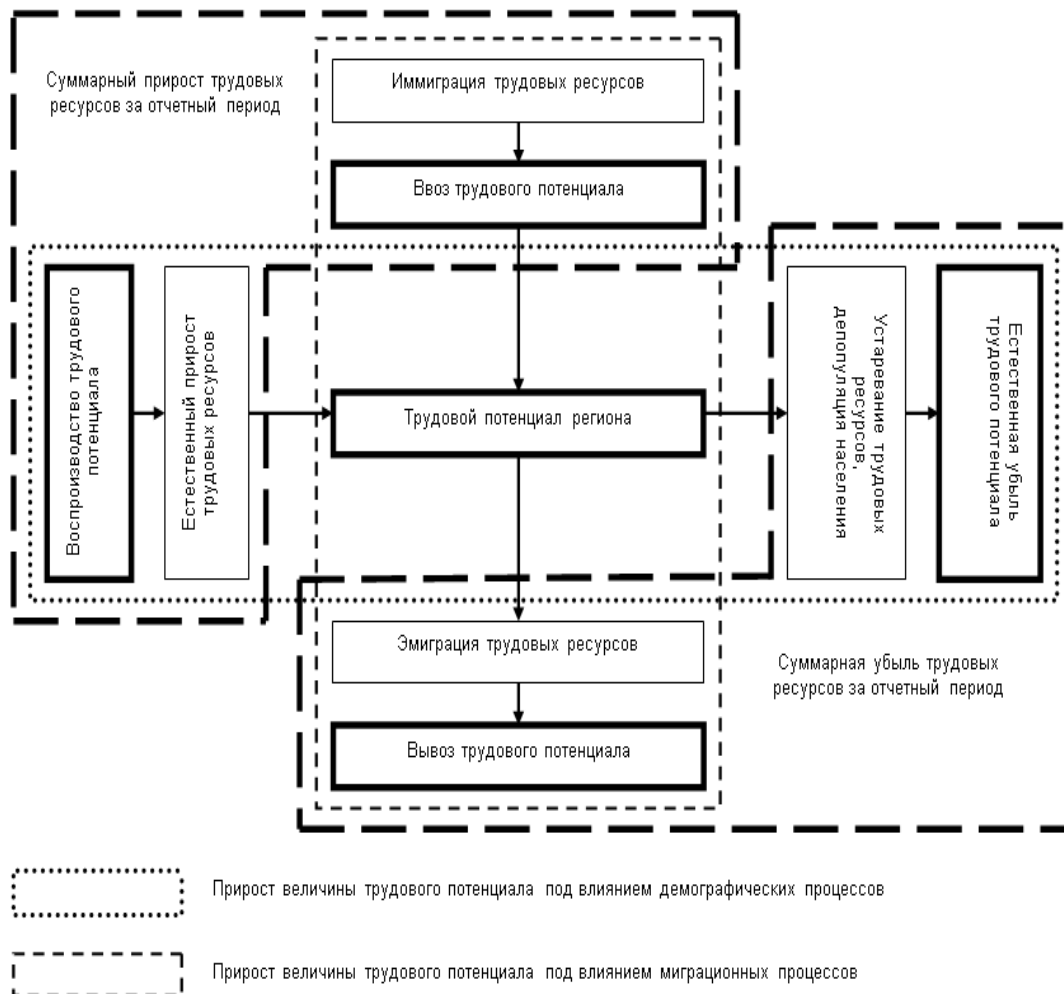 Суммарный прирост трудовых
ресурсов за отчетный период
Иммиграция трудовых ресурсов
Ввоз трудового потенциала
Воспроизводство трудового
потенциала
Естественный прирост
трудовых ресурсов
Трудовой потенциал региона
Устаревание трудовых
ресурсов,
депопуляция населения
Естественная убыль
трудового потенциала
Эмиграция трудовых ресурсов
Вывоз трудового потенциала
Суммарная убыль трудовых
ресурсов за отчетный период
Прирост величины трудового потенциала под влиянием демографических процессов
Прирост величины трудового потенциала под влиянием миграционных процессов